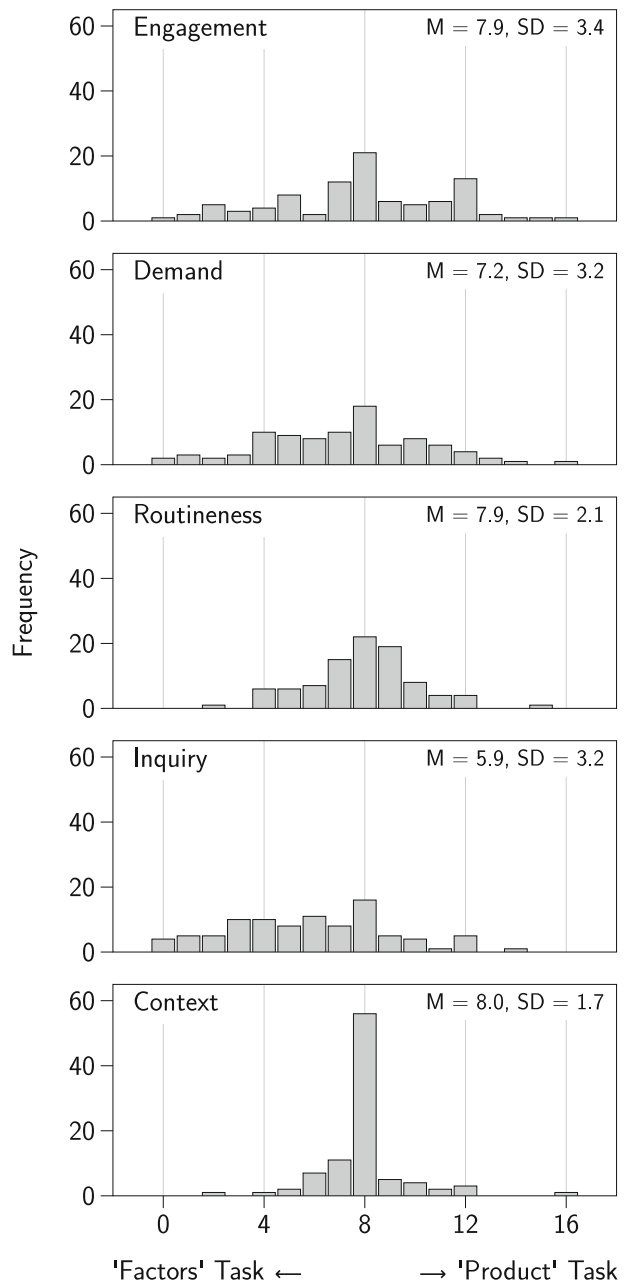 60
Engagement
M = 7.9, SD = 3.4
40
20
0
60
Demand
M = 7.2, SD = 3.2
40
20
0
60
Routineness
M = 7.9, SD = 2.1
40
20
0
Frequency
60
Inquiry
M = 5.9, SD = 3.2
40
20
0
60
Context
M = 8.0, SD = 1.7
40
20
0
0 4 8 12 16
'Factors' Task ← → 'Product' Task